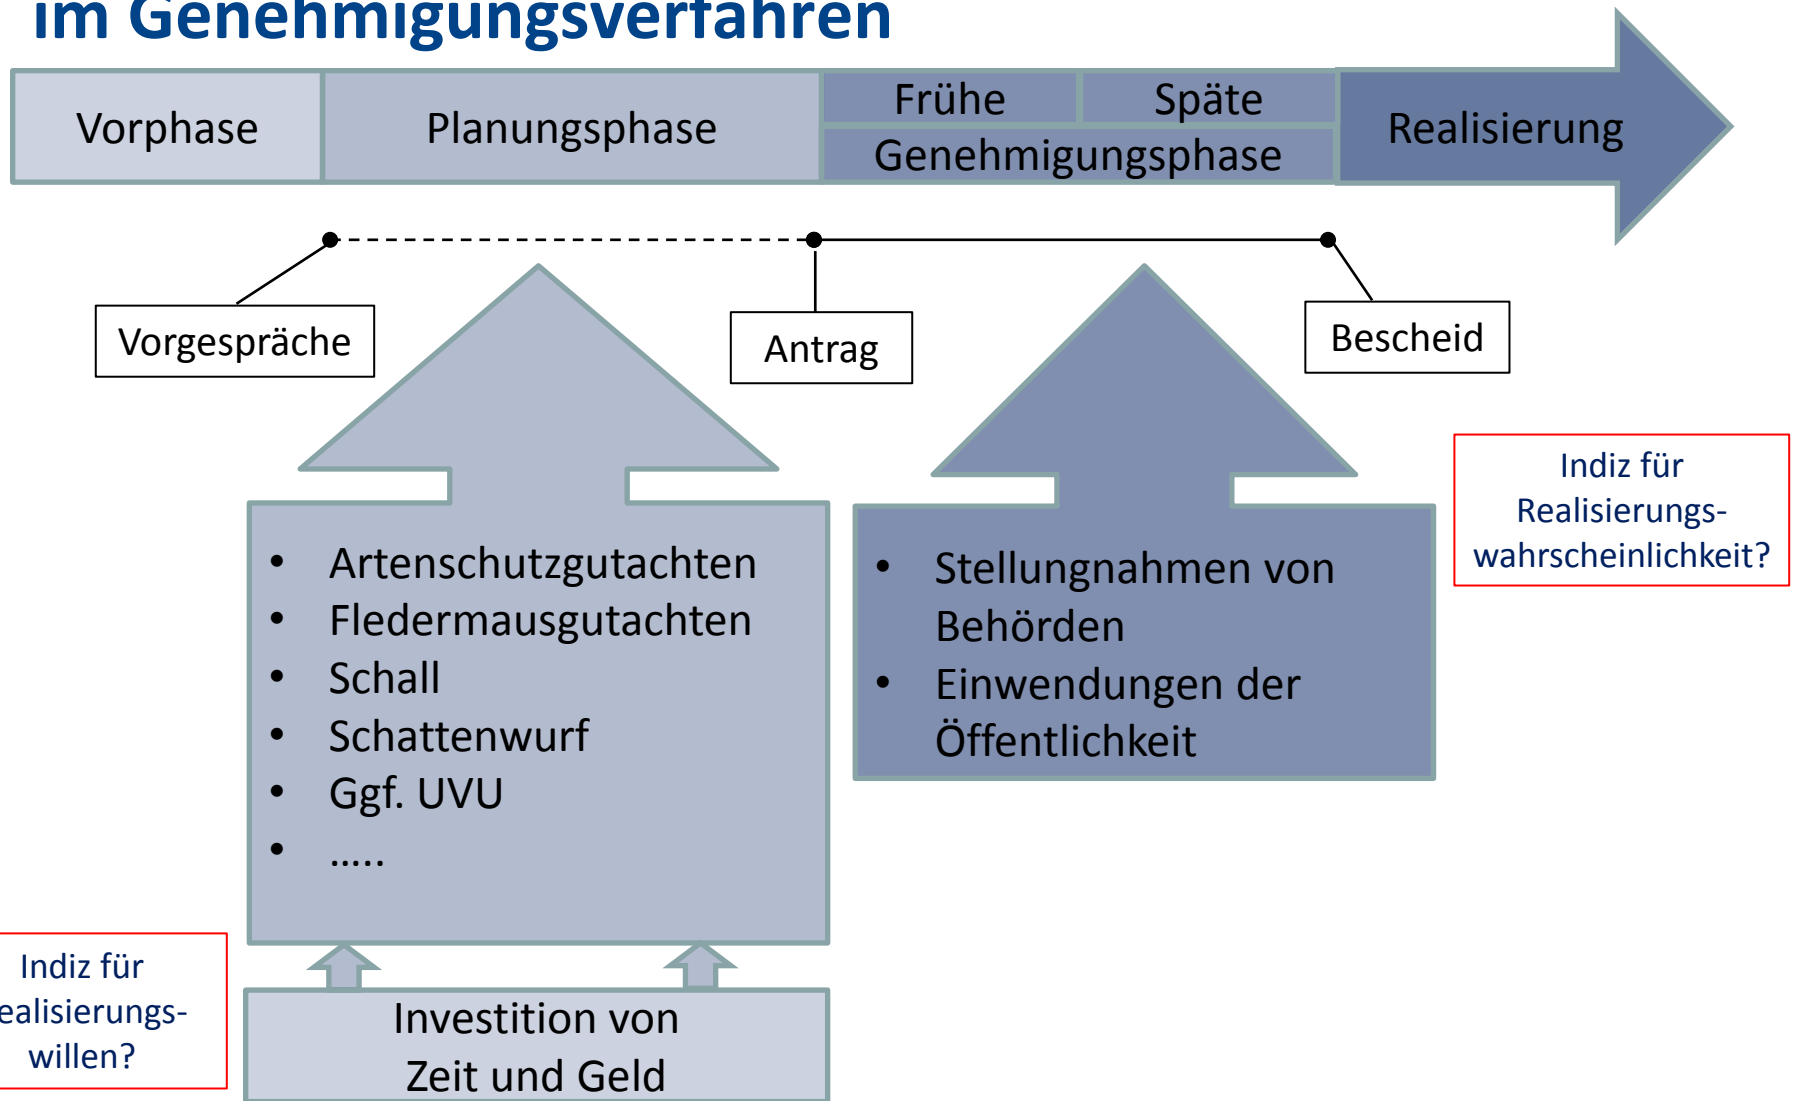 im Genehmigungsverfahren
Vorphase
Planungsphase
Frühe
Späte
Genehmigungsphase
Realisierung
Vorgespräche
Antrag
Bescheid
• Artenschutzgutachten
• Fledermausgutachten
• Schall
• Schattenwurf
• Ggf. UVU
• .....
• Stellungnahmen von
Behörden
• Einwendungen der
Öffentlichkeit
Indiz für
Realisierungs-
wahrscheinlichkeit?
Indiz für
ealisierungs-
willen?
Investition von
Zeit und Geld